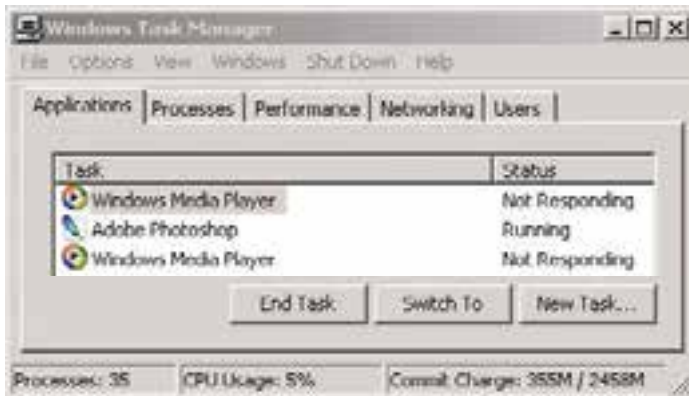 Windows Task Manager
File Options View Windows Shut Down Help
Applications Processes Performance Networking Users
Task Status
Windows Media Player Not Responding
Adobe Photoshop Running
Windows Media Player Not Responding
End Task Switch To New Task...
Processes: 35 CPU Usage: 5% Commit Charge: 355M / 2458M